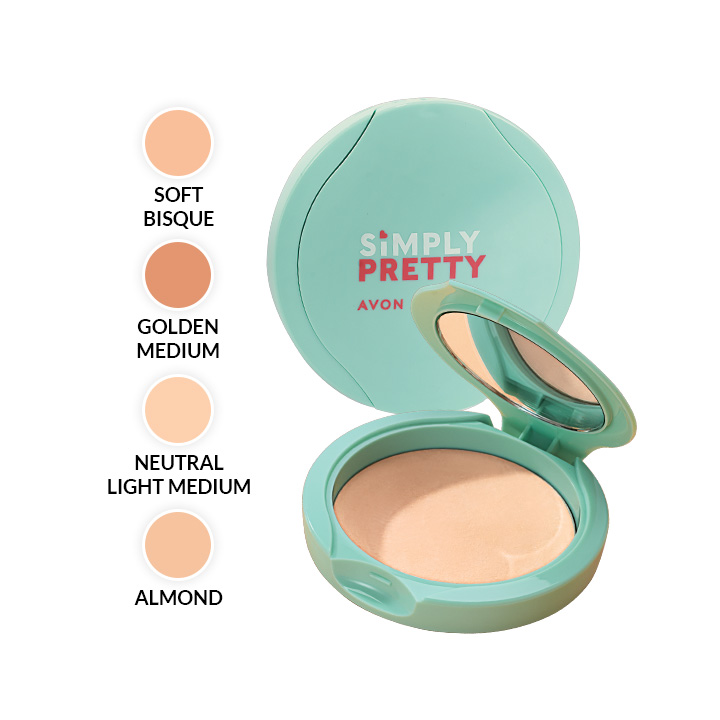 SOFT
BISQUE
GOLDEN
MEDIUM
NEUTRAL
LIGHT MEDIUM
ALMOND
SiMPLY
PRETTY
AVON